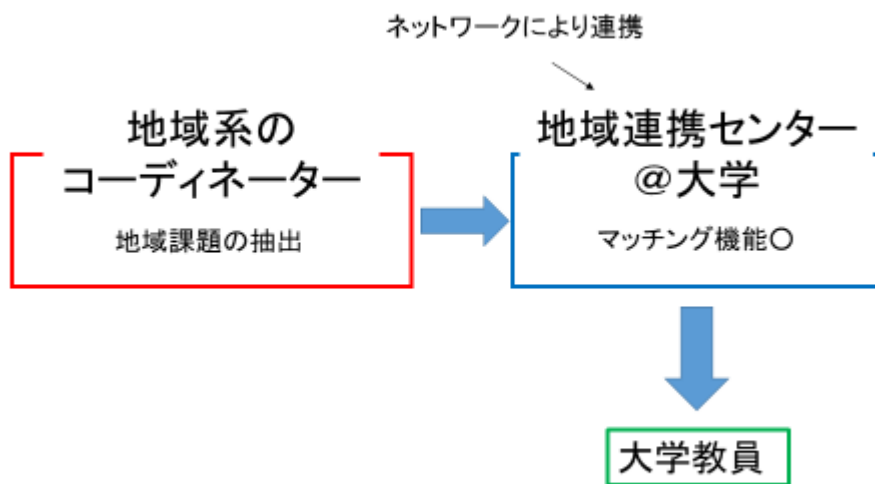 ネットワークにより連携
地域系の
コーディネーター
地域課題の抽出
地域連携センター
＠大学
マッチング機能〇
大学教員